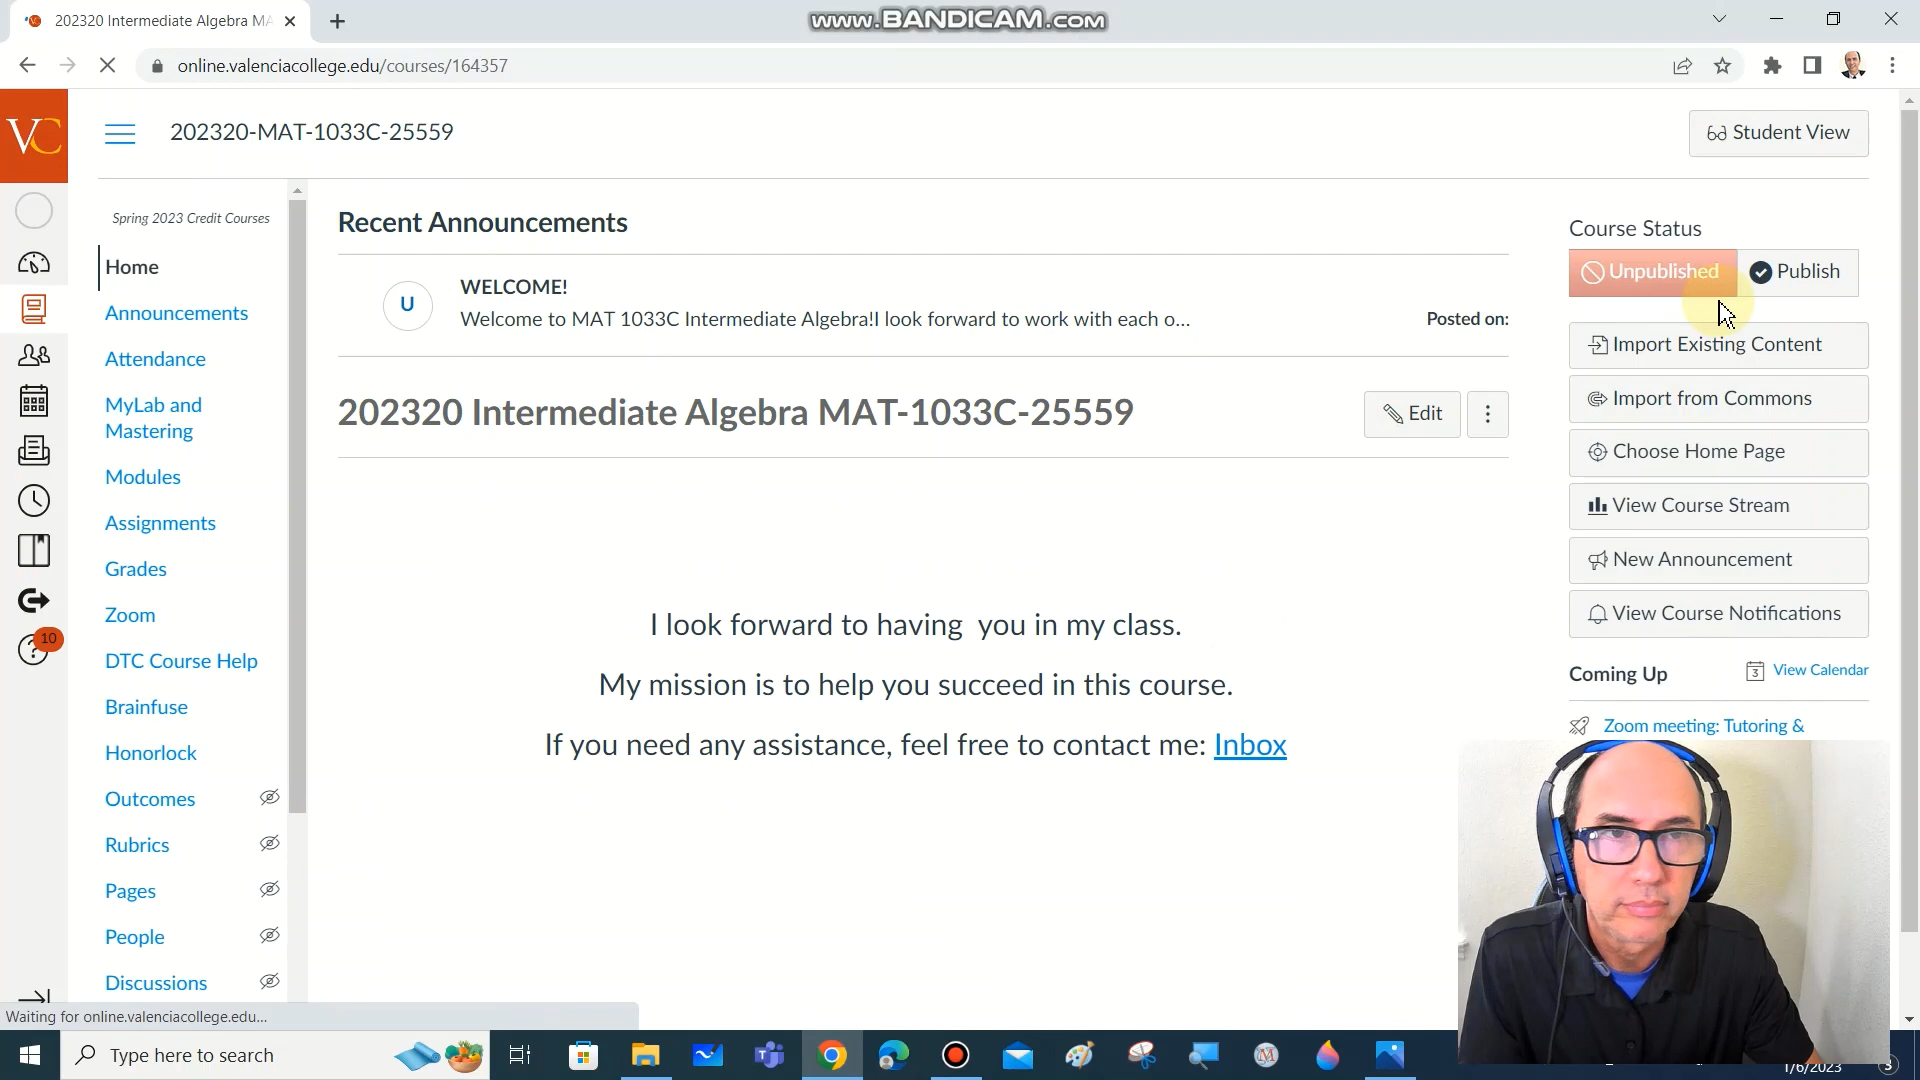 202320 Intermediate Algebra MA
www.BANDICAM.com
online.valenciacollege.edu/courses/164357
VC
202320-MAT-1033C-25559
Student View
Spring 2023 Credit Courses
Home
Announcements
Attendance
MyLab and
Mastering
Modules
Assignments
Grades
Zoom
DTC Course Help
Brainfuse
Honorlock
Outcomes
Rubrics
Pages
People
Discussions
10
Recent Announcements
U
WELCOME!
Welcome to MAT 1033C Intermediate Algebra!I look forward to work with each o...
Posted on:
202320 Intermediate Algebra MAT-1033C-25559
Edit
I look forward to having you in my class.
My mission is to help you succeed in this course.
If you need any assistance, feel free to contact me: Inbox
Course Status
Unpublished
Publish
Import Existing Content
Import from Commons
Choose Home Page
View Course Stream
New Announcement
View Course Notifications
Coming Up
3 View Calendar
Zoom meeting: Tutoring &
Waiting for online.valenciacollege.edu...
Type here to search
1/6/2023
3